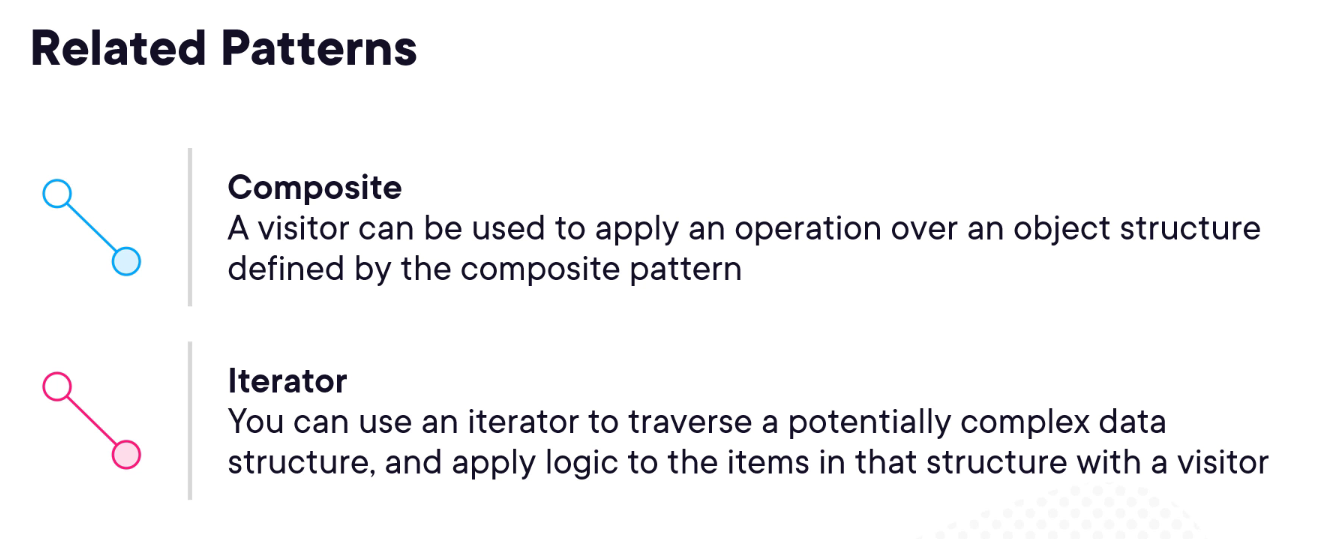 Related Patterns
Composite
A visitor can be used to apply an operation over an object structure
defined by the composite pattern
Iterator
You can use an iterator to traverse a potentially complex data
structure, and apply logic to the items in that structure with a visitor